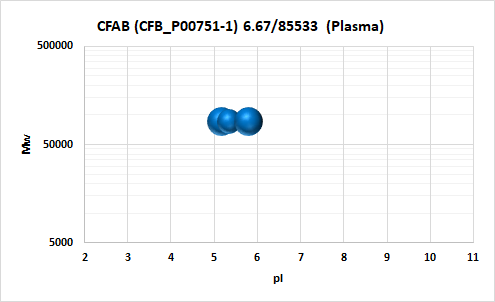 CFAB (CFB_P00751-1) 6.67/85533 (Plasma)
500000
50000
5000
Mw
2 3 4 5 6 7 8 9 10 11
pI